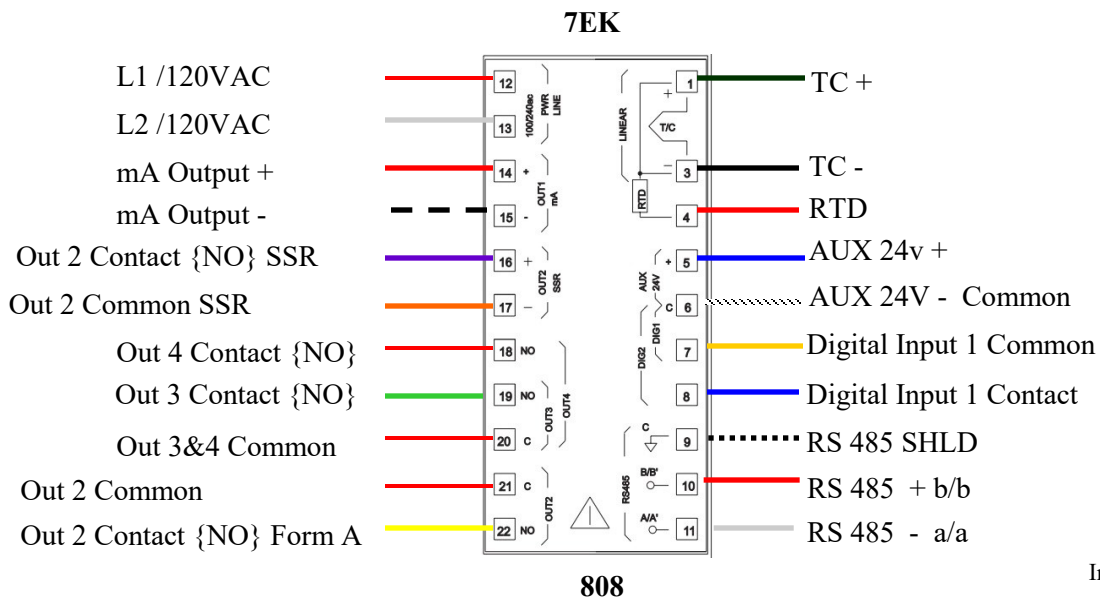 7EK
L1 /120VAC
L2 /120VAC
mA Output +
mA Output -
Out 2 Contact {NO} SSR
Out 2 Common SSR
Out 4 Contact {NO}
Out 3 Contact {NO}
Out 3&4 Common
Out 2 Common
Out 2 Contact {NO} Form A
12
13
100/240ac
PWR
LINE
14 +
15 -
OUT1
mA
16 +
17 –
OUT2
SSR
18 NO
19 NO
20 C
OUT3
OUT4
21 C
22 NO
OUT2
LINEAR
+
T/C
–
RTD
1
3
4
+ 5
C 6
7
8
AUX
24V
DIG1
DIG2
C
9
B/B'
10
A/A'
11
RS485
TC +
TC -
RTD
AUX 24v +
AUX 24V - Common
Digital Input 1 Common
Digital Input 1 Contact
RS 485 SHLD
RS 485 + b/b
RS 485 - a/a
808